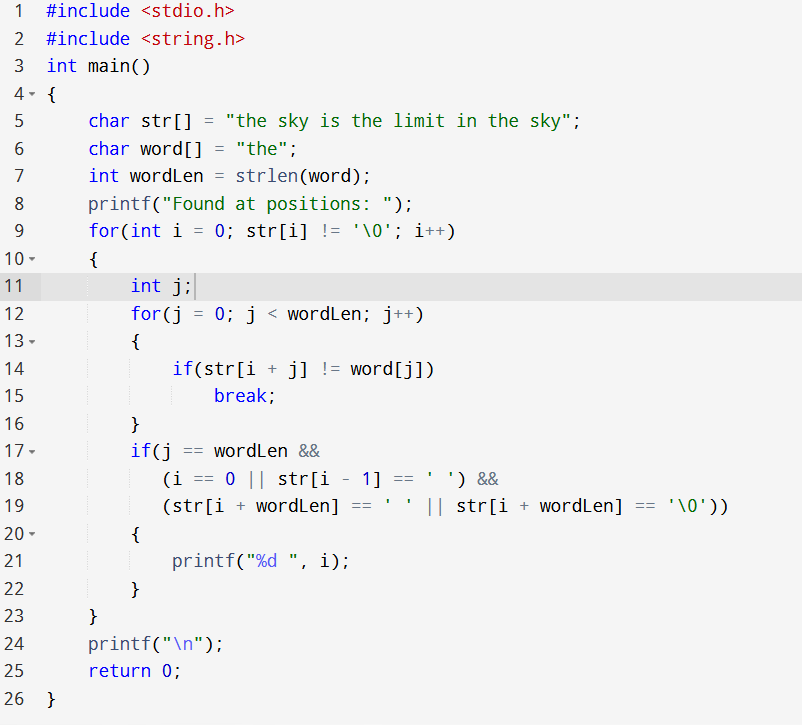 1 #include <stdio.h>
2 #include <string.h>
3 int main()
4 {
5     char str[] = "the sky is the limit in the sky";
6     char word[] = "the";
7     int wordLen = strlen(word);
8     printf("Found at positions: ");
9     for(int i = 0; str[i] != '\0'; i++)
10     {
11         int j;
12         for(j = 0; j < wordLen; j++)
13         {
14             if(str[i + j] != word[j])
15                 break;
16         }
17         if(j == wordLen &&
18            (i == 0 || str[i - 1] == ' ') &&
19            (str[i + wordLen] == ' ' || str[i + wordLen] == '\0'))
20         {
21             printf("%d ", i);
22         }
23     }
24     printf("\n");
25     return 0;
26 }